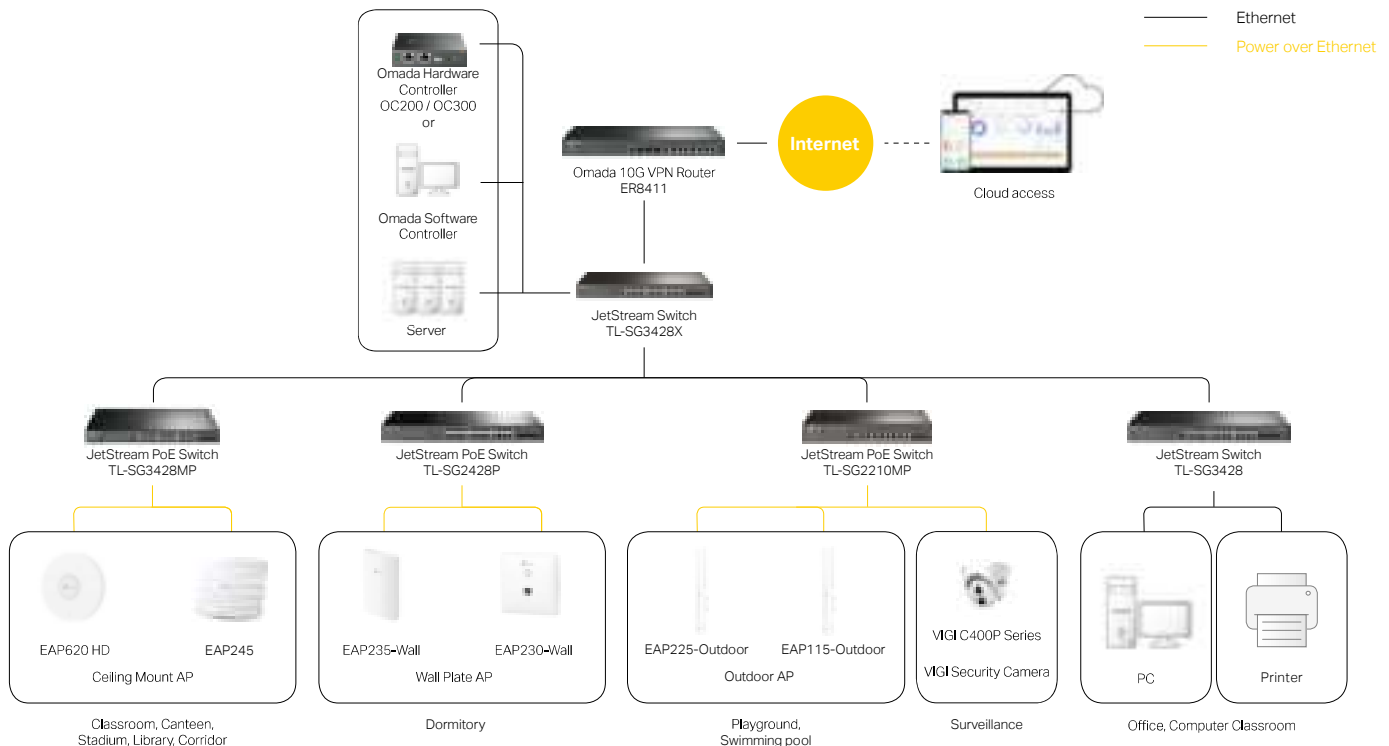 Ethernet
Power over Ethernet
Omada Hardware
Controller
OC200 / OC300
or
Omada Software
Controller
Server
Omada 10G VPN Router
ER8411
Internet
Cloud access
JetStream Switch
TL-SG3428X
JetStream PoE Switch
TL-SG3428MP
JetStream PoE Switch
TL-SG2428P
JetStream PoE Switch
TL-SG2210MP
JetStream Switch
TL-SG3428
EAP620 HD
EAP245
Ceiling Mount AP
EAP235-Wall
EAP230-Wall
Wall Plate AP
EAP225-Outdoor
EAP115-Outdoor
Outdoor AP
VIGI C400P Series
VIGI Security Camera
PC
Printer
Classroom, Canteen,
Stadium, Library, Corridor
Dormitory
Playground,
Swimming pool
Surveillance
Office, Computer Classroom